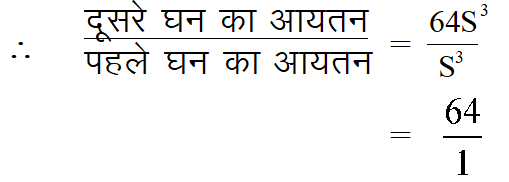 ∴ दूसरे घन का आयतन / पहले घन का आयतन = 64S³ / S³
= 64 / 1